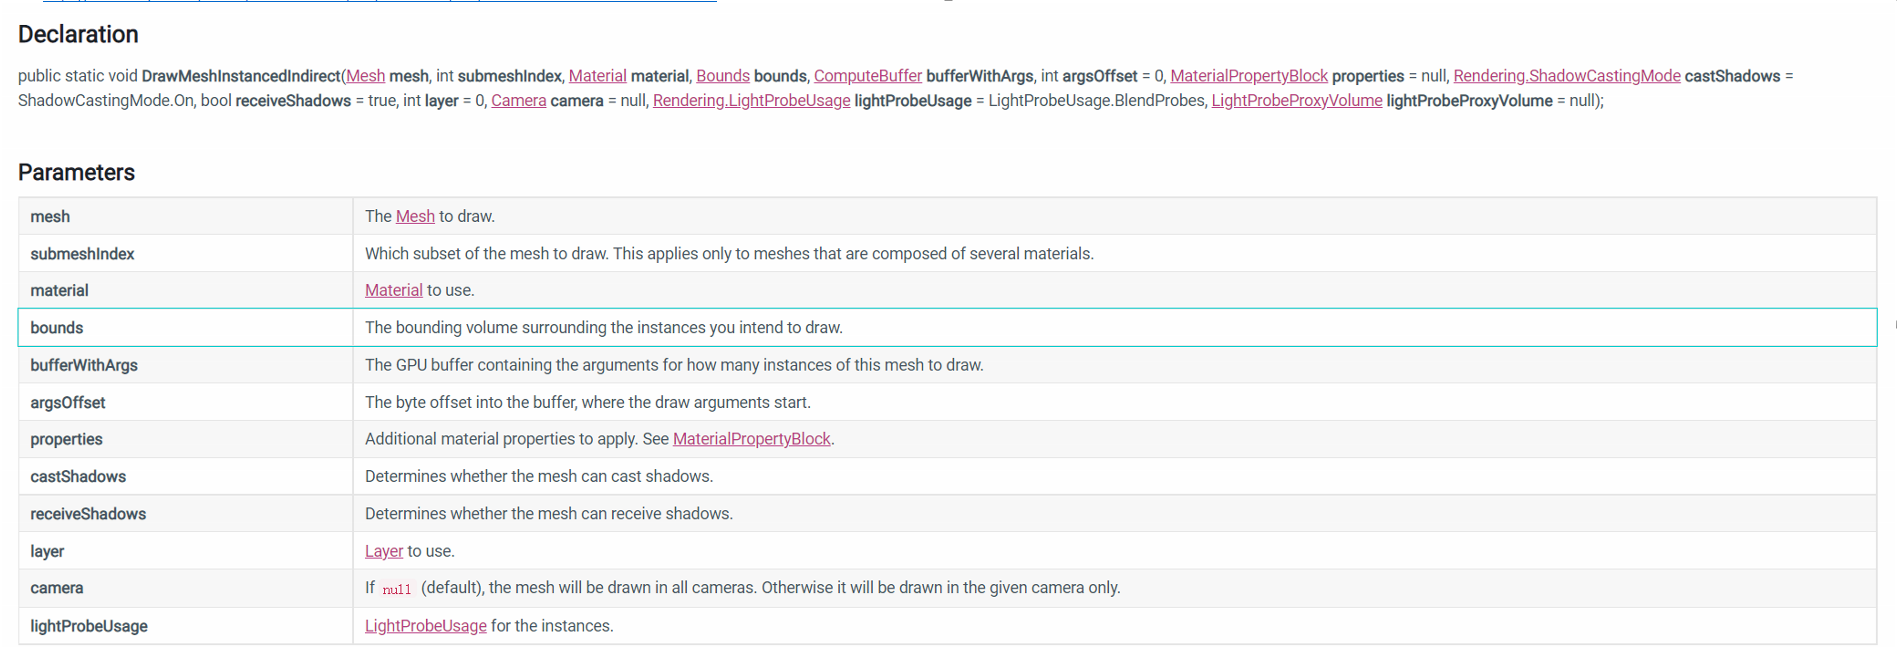 Declaration
public static void DrawMeshInstancedIndirect(Mesh mesh, int submeshIndex, Material material, Bounds bounds, ComputeBuffer bufferWithArgs, int argsOffset = 0, MaterialPropertyBlock properties = null, Rendering.ShadowCastingMode castShadows =
ShadowCastingMode.On, bool receiveShadows = true, int layer = 0, Camera camera = null, Rendering.LightProbeUsage lightProbeUsage = LightProbeUsage.BlendProbes, LightProbeProxyVolume lightProbeProxyVolume = null);
Parameters
mesh The Mesh to draw.
submeshIndex Which subset of the mesh to draw. This applies only to meshes that are composed of several materials.
material Material to use.
bounds The bounding volume surrounding the instances you intend to draw.
bufferWithArgs The GPU buffer containing the arguments for how many instances of this mesh to draw.
argsOffset The byte offset into the buffer, where the draw arguments start.
properties Additional material properties to apply. See MaterialPropertyBlock.
castShadows Determines whether the mesh can cast shadows.
receiveShadows Determines whether the mesh can receive shadows.
layer Layer to use.
camera If null (default), the mesh will be drawn in all cameras. Otherwise it will be drawn in the given camera only.
lightProbeUsage LightProbeUsage for the instances.